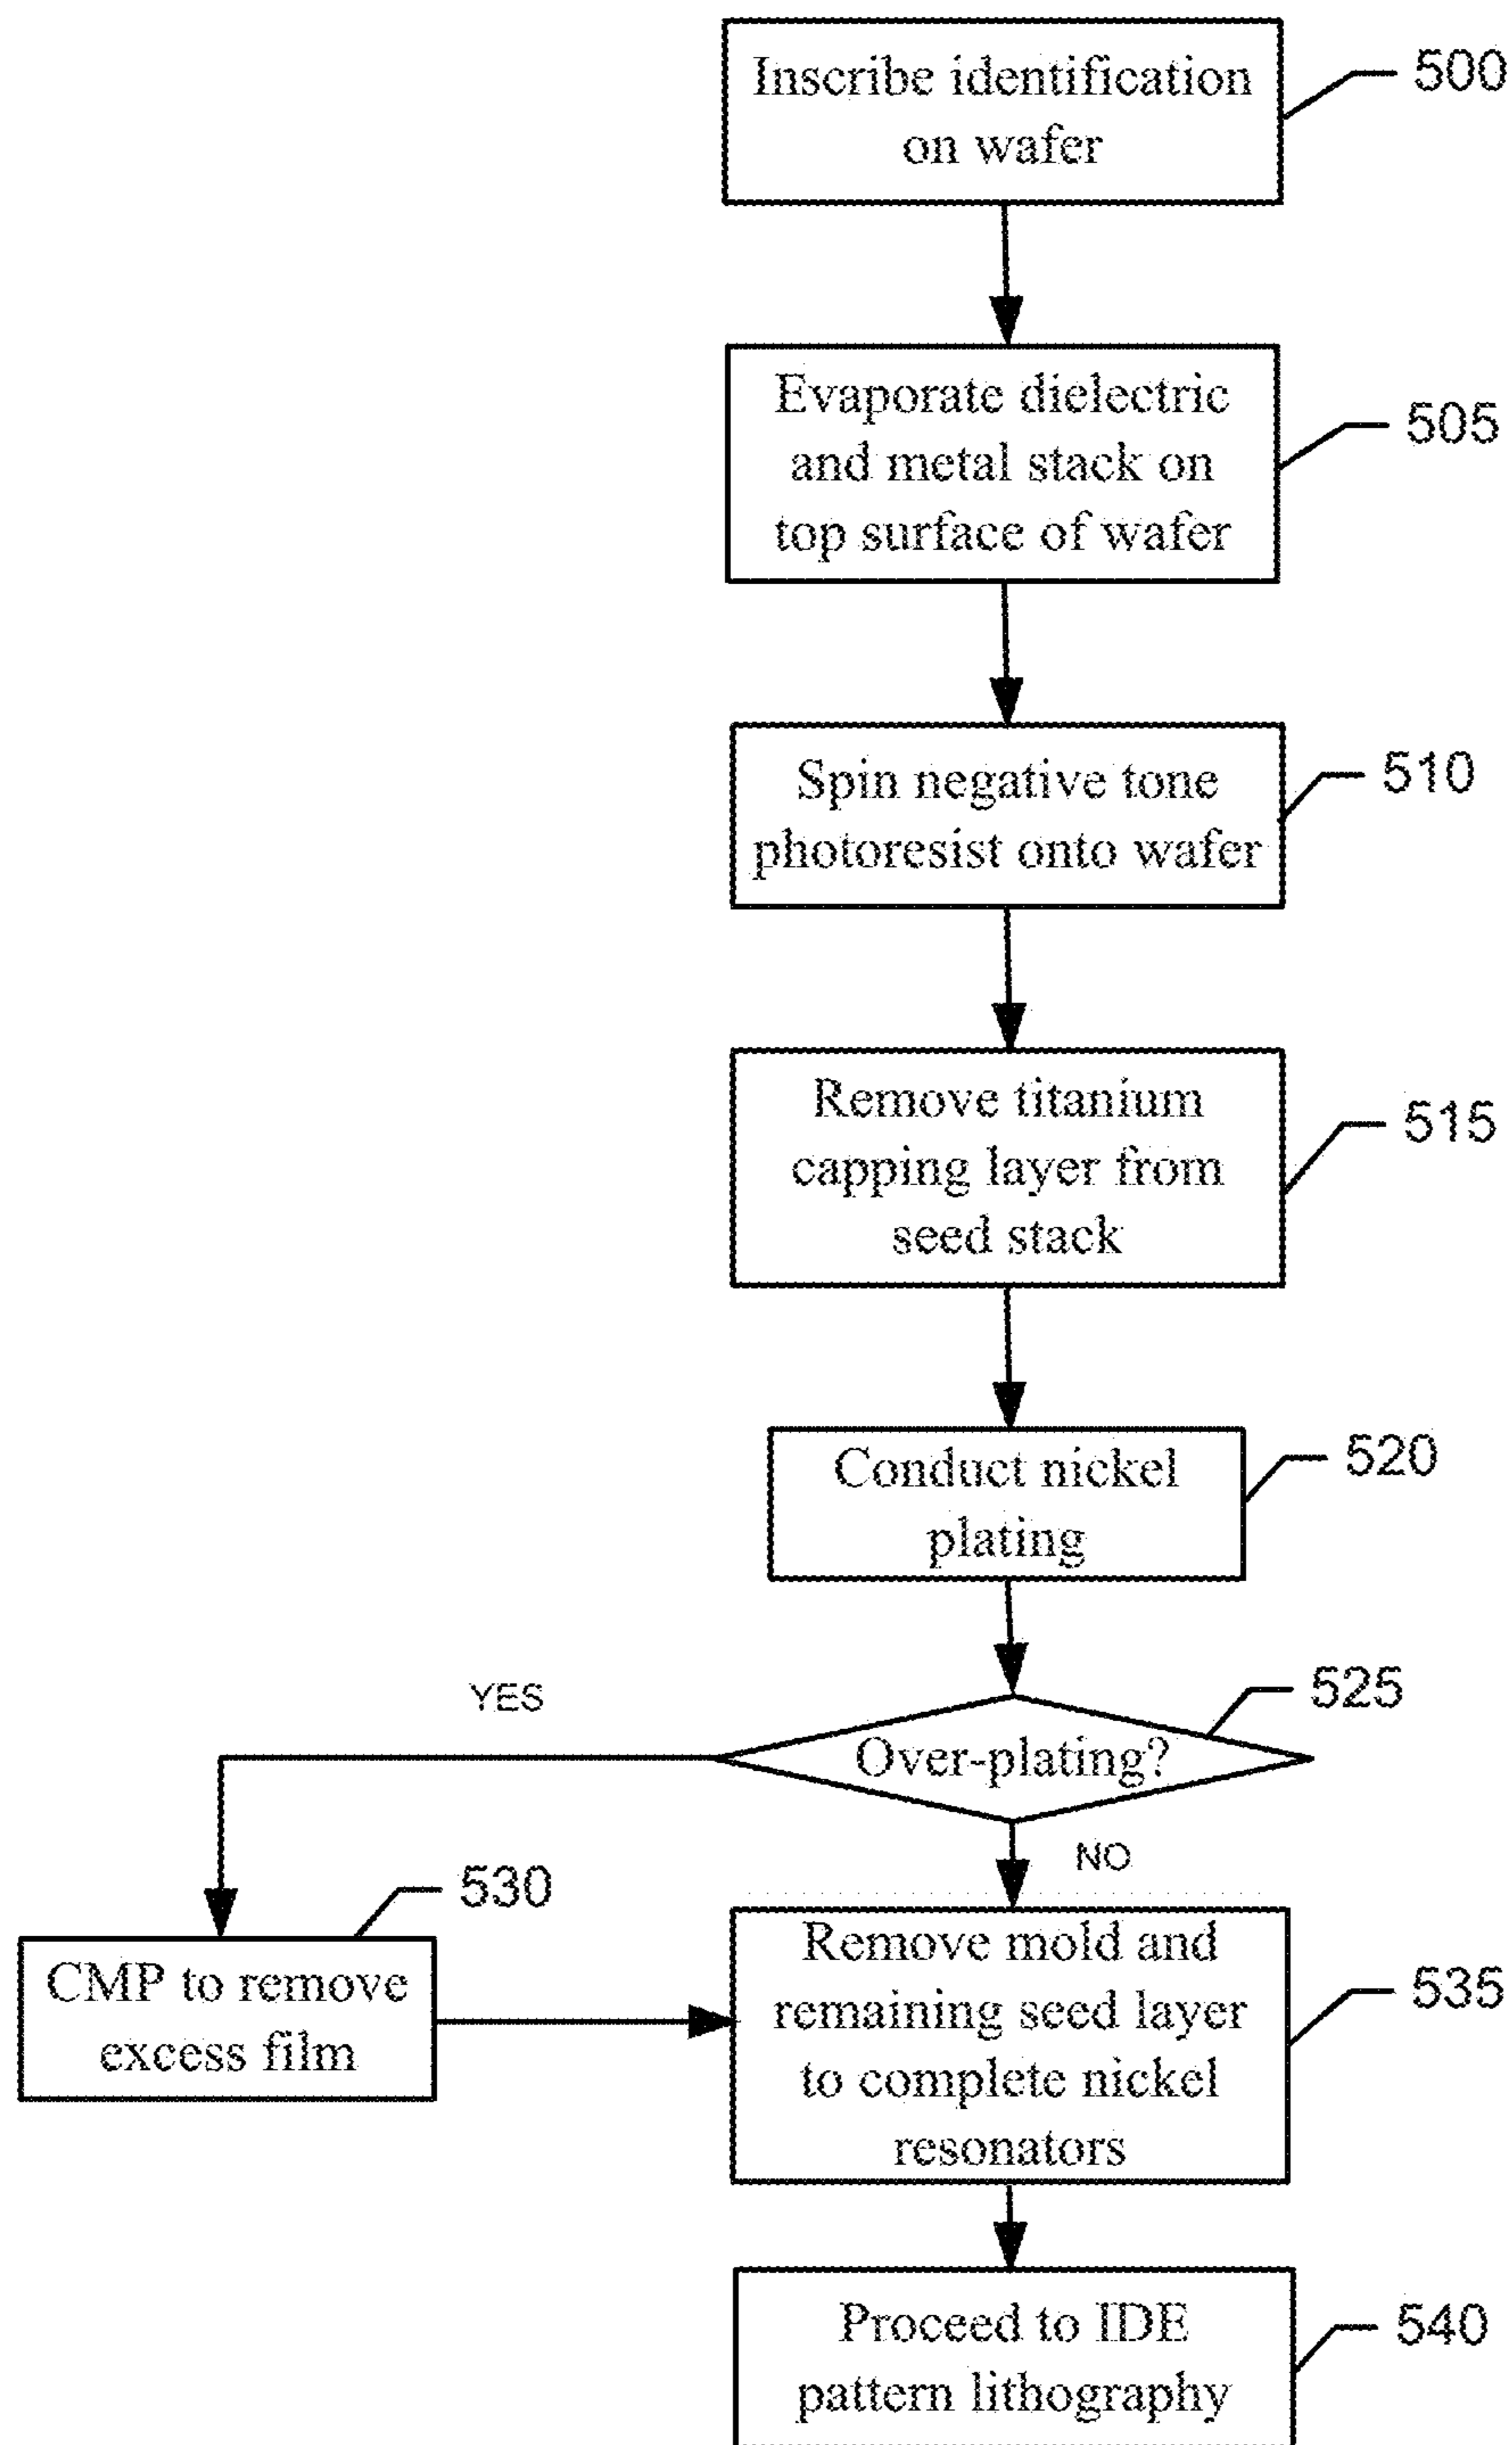 Inscribe identification
on wafer
500
Evaporate dielectric
and metal stack on
top surface of wafer
505
Spin negative tone
photoresist onto wafer
510
Remove titanium
capping layer from
seed stack
515
Conduct nickel
plating
520
Over-plating?
525
YES
NO
CMP to remove
excess film
530
Remove mold and
remaining seed layer
to complete nickel
resonators
535
Proceed to IDE
pattern lithography
540